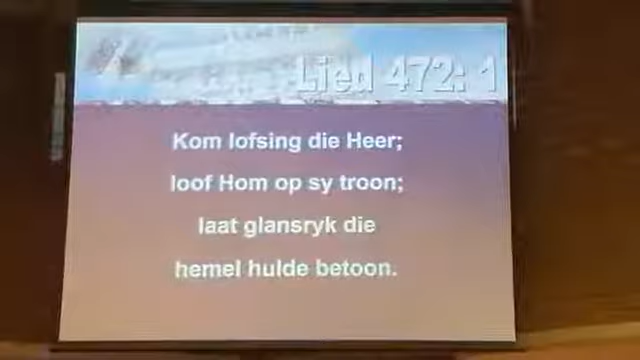 Lied 472: 1
Kom lofsing die Heer;
loof Hom op sy troon;
laat glansryk die
hemel hulde betoon.